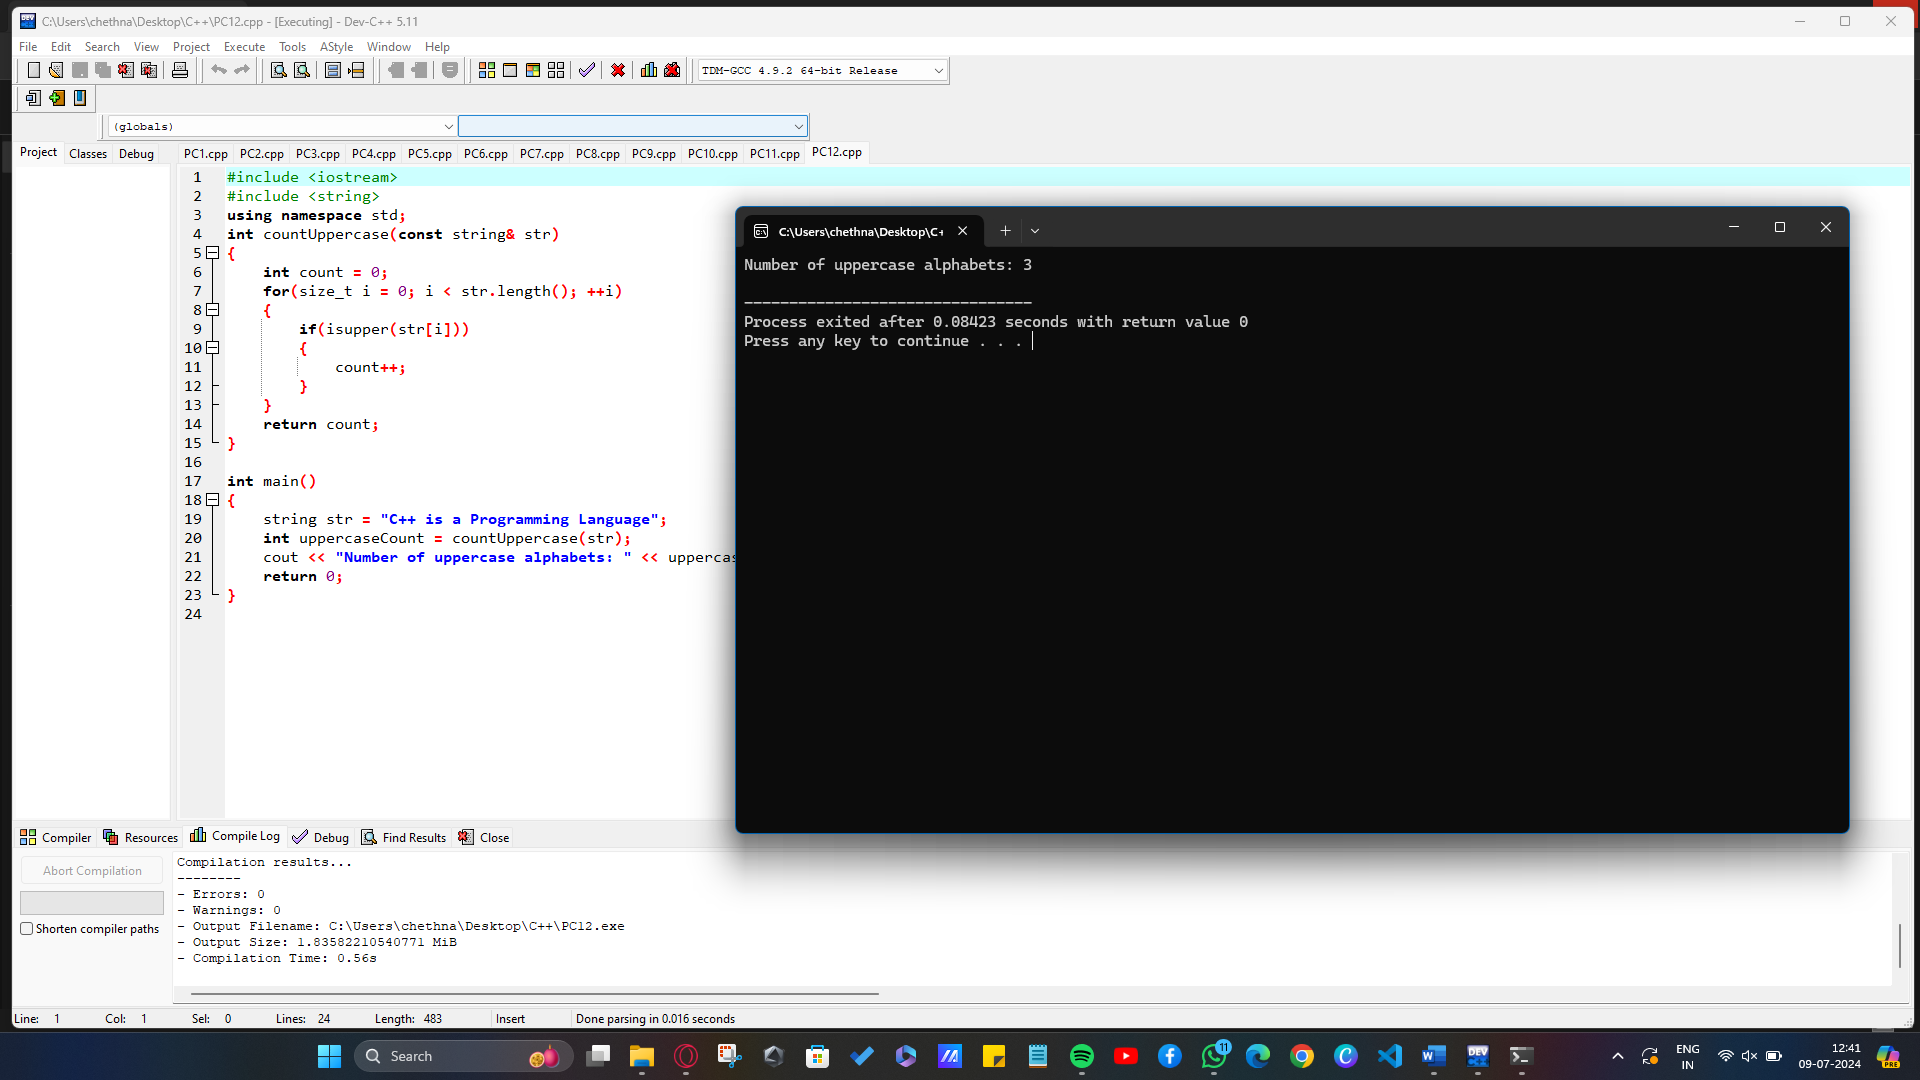 C:\Users\chethna\Desktop\C++\PC12.cpp - [Executing] - Dev-C++ 5.11
File Edit Search View Project Execute Tools AStyle Window Help
TDM-GCC 4.9.2 64-bit Release
(globals)
Project Classes Debug
PC1.cpp PC2.cpp PC3.cpp PC4.cpp PC5.cpp PC6.cpp PC7.cpp PC8.cpp PC9.cpp PC10.cpp PC11.cpp PC12.cpp
1 #include <iostream>
2 #include <string>
3 using namespace std;
4 int countUppercase(const string& str)
5 {
6 int count = 0;
7 for(size_t i = 0; i < str.length(); ++i)
8 {
9 if(isupper(str[i]))
10 {
11 count++;
12 }
13 }
14 return count;
15 }
16
17 int main()
18 {
19 string str = "C++ is a Programming Language";
20 int uppercaseCount = countUppercase(str);
21 cout << "Number of uppercase alphabets: " << uppercas
22 return 0;
23 }
24
C:\Users\chethna\Desktop\C+
Number of uppercase alphabets: 3
--------------------------------
Process exited after 0.08423 seconds with return value 0
Press any key to continue . . .
Compiler Resources Compile Log Debug Find Results Close
Abort Compilation
Shorten compiler paths
Compilation results...
--------
- Errors: 0
- Warnings: 0
- Output Filename: C:\Users\chethna\Desktop\C++\PC12.exe
- Output Size: 1.83582210540771 MiB
- Compilation Time: 0.56s
Line: 1 Col: 1 Sel: 0 Lines: 24 Length: 483 Insert Done parsing in 0.016 seconds
Search
11
DEV
ENG
IN
12:41
09-07-2024
PRE